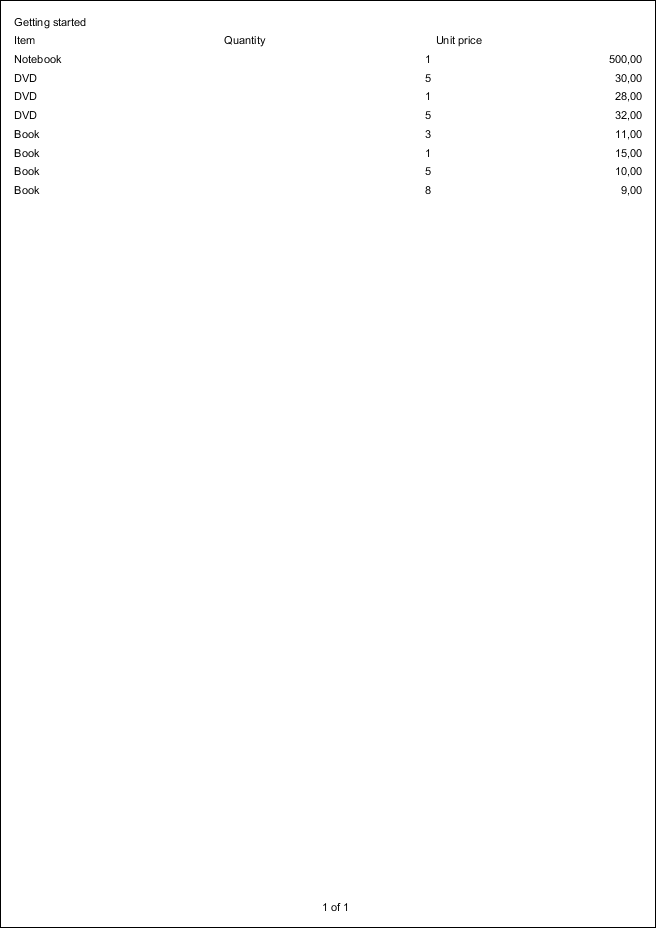 Getting started
Item Quantity Unit price
Notebook 1 500,00
DVD 5 30,00
DVD 1 28,00
DVD 5 32,00
Book 3 11,00
Book 1 15,00
Book 5 10,00
Book 8 9,00
1 of 1